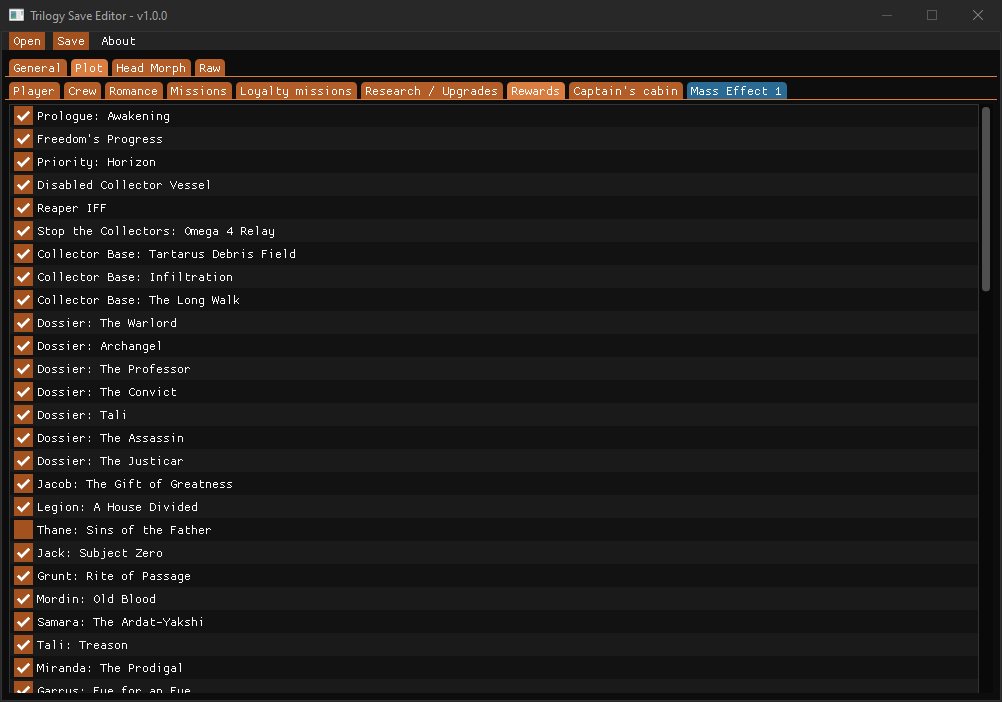 Trilogy Save Editor - v1.0.0
Open Save About
General Plot Head Morph Raw
Player Crew Romance Missions Loyalty missions Research / Upgrades Rewards Captain's cabin Mass Effect 1
Prologue: Awakening
Freedom's Progress
Priority: Horizon
Disabled Collector Vessel
Reaper IFF
Stop the Collectors: Omega 4 Relay
Collector Base: Tartarus Debris Field
Collector Base: Infiltration
Collector Base: The Long Walk
Dossier: The Warlord
Dossier: Archangel
Dossier: The Professor
Dossier: The Convict
Dossier: Tali
Dossier: The Assassin
Dossier: The Justicar
Jacob: The Gift of Greatness
Legion: A House Divided
Thane: Sins of the Father
Jack: Subject Zero
Grunt: Rite of Passage
Mordin: Old Blood
Samara: The Ardat-Yakshi
Tali: Treason
Miranda: The Prodigal
Garrus: Eye for an Eye